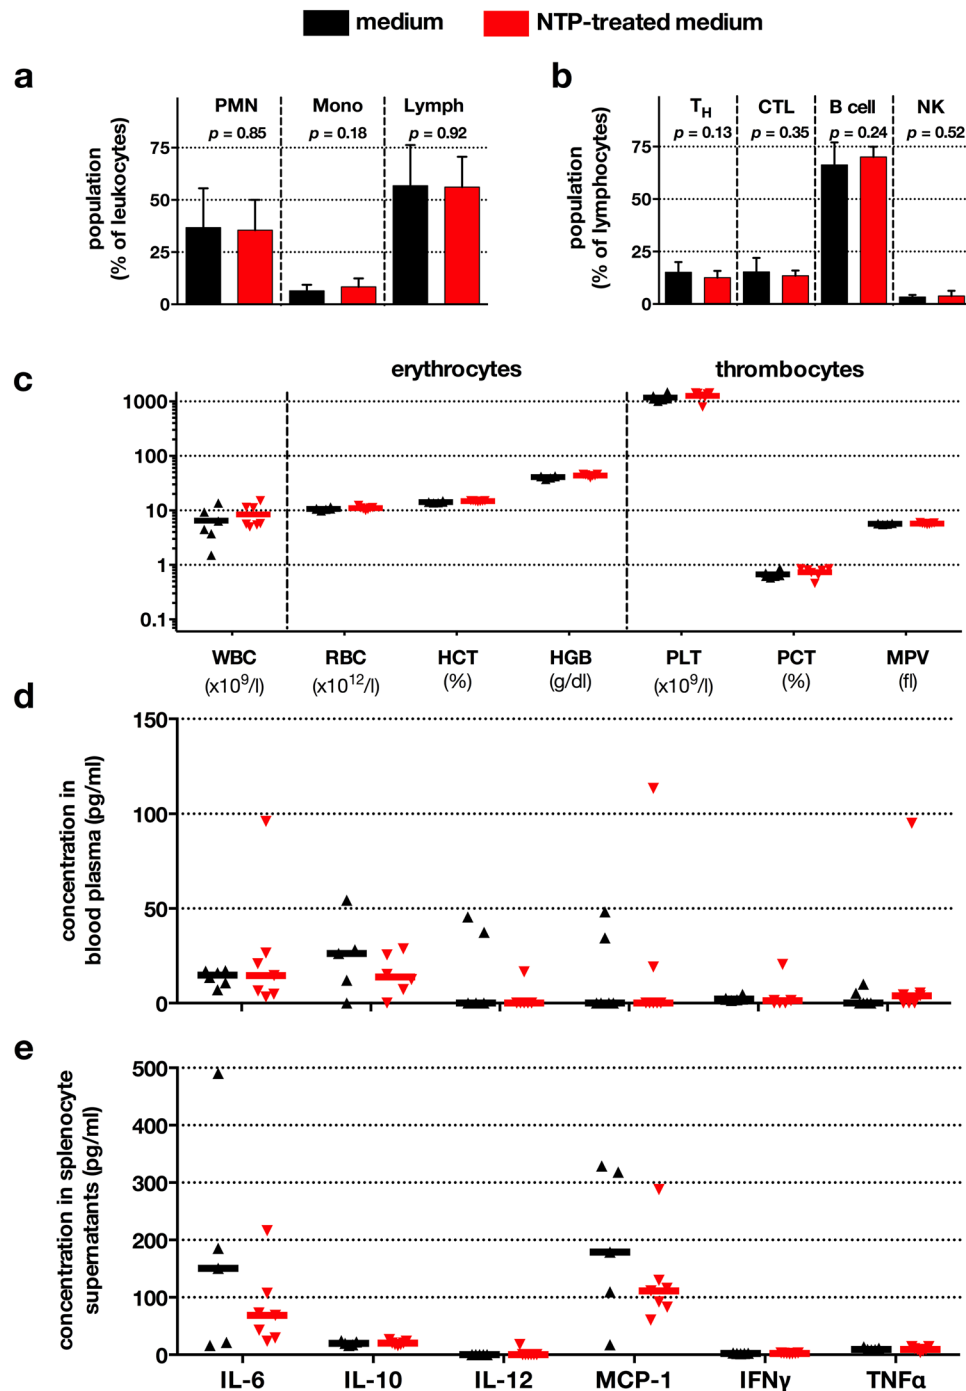 medium NTP-treated medium
a
PMN Mono Lymph
p = 0.85 p = 0.18 p = 0.92
population
(% of leukocytes)
75
50
25
0
b
TH CTL B cell NK
p = 0.13 p = 0.35 p = 0.24 p = 0.52
population
(% of lymphocytes)
75
50
25
0
c
erythrocytes thrombocytes
1000
100
10
1
0.1
WBC RBC HCT HGB PLT PCT MPV
(x10⁹/l) (x10¹²/l) (%) (g/dl) (x10⁹/l) (%) (fl)
d
concentration in
blood plasma (pg/ml)
150
100
50
0
e
concentration in splenocyte
supernatants (pg/ml)
500
400
300
200
100
0
IL-6 IL-10 IL-12 MCP-1 IFNγ TNFα